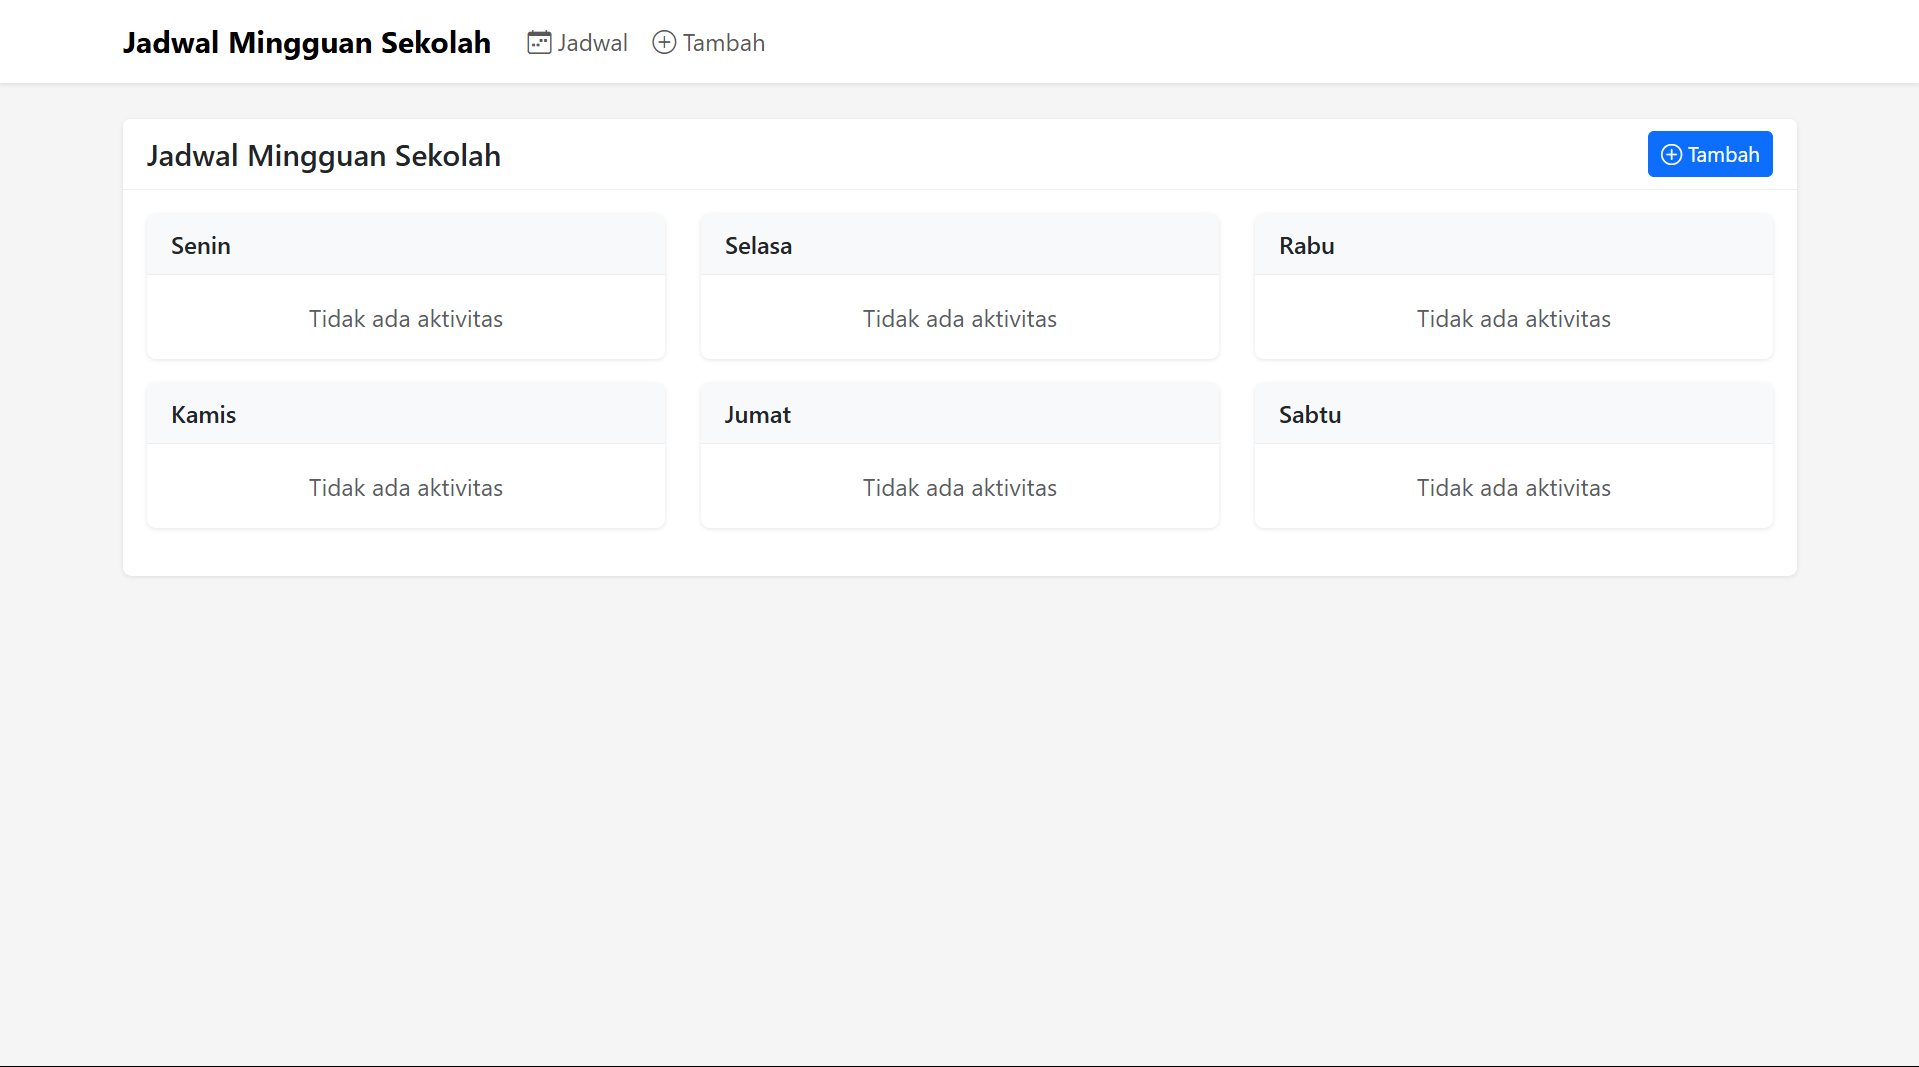 Jadwal Mingguan Sekolah Jadwal Tambah
Jadwal Mingguan Sekolah Tambah
Senin Selasa Rabu
Tidak ada aktivitas Tidak ada aktivitas Tidak ada aktivitas
Kamis Jumat Sabtu
Tidak ada aktivitas Tidak ada aktivitas Tidak ada aktivitas